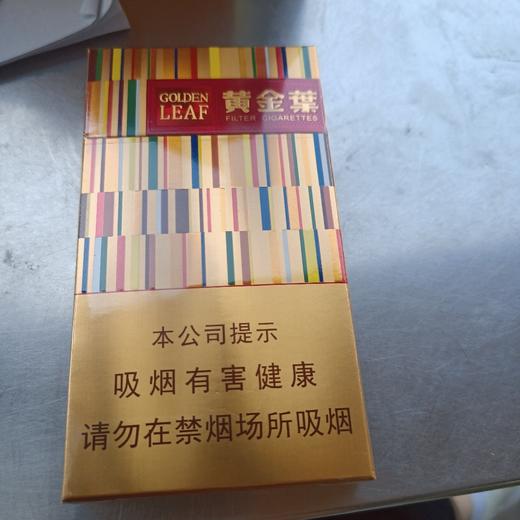 GOLDEN
LEAF
黄金葉
FILTER CIGARETTES
本公司提示
吸烟有害健康
请勿在禁烟场所吸烟